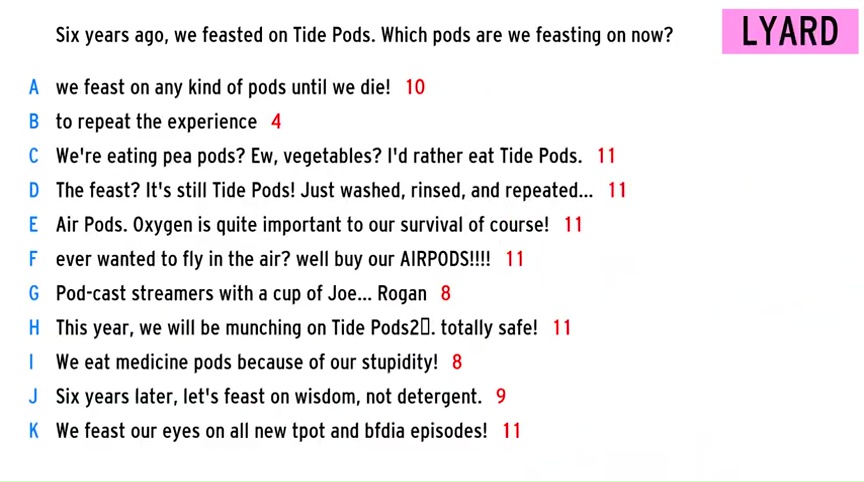 Six years ago, we feasted on Tide Pods. Which pods are we feasting on now?
LYARD
A we feast on any kind of pods until we die! 10
B to repeat the experience 4
C We're eating pea pods? Ew, vegetables? I'd rather eat Tide Pods. 11
D The feast? It's still Tide Pods! Just washed, rinsed, and repeated... 11
E Air Pods. Oxygen is quite important to our survival of course! 11
F ever wanted to fly in the air? well buy our AIRPODS!!!! 11
G Pod-cast streamers with a cup of Joe... Rogan 8
H This year, we will be munching on Tide Pods2▯. totally safe! 11
I We eat medicine pods because of our stupidity! 8
J Six years later, let's feast on wisdom, not detergent. 9
K We feast our eyes on all new tpot and bfdia episodes! 11